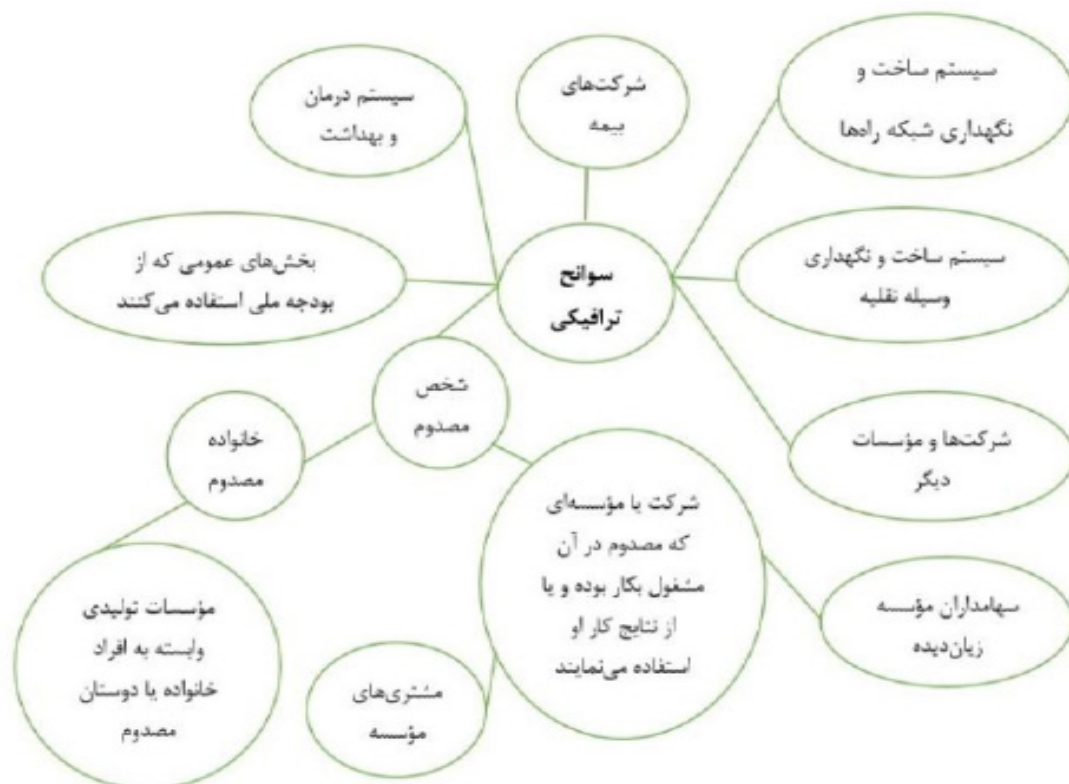 سیستم ساخت و
نگهداری شبکه راه‌ها
شرکت‌های
بیمه
سیستم درمان
و بهداشت
سیستم ساخت و نگهداری
وسیله نقلیه
سوانح
ترافیکی
بخش‌های عمومی که از
بودجه ملی استفاده می‌کنند
شخص
مصدوم
خانواده
مصدوم
شرکت‌ها و مؤسسات
دیگر
شرکت یا مؤسسه‌ای
که مصدوم در آن
مشغول بکار بوده و یا
از نتایج کار او
استفاده می‌نمایند
سهامداران مؤسسه
زیان‌دیده
مؤسسات تولیدی
وابسته به افراد
خانواده یا دوستان
مصدوم
مشتری‌های
مؤسسه